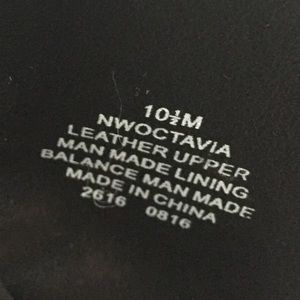 10½M
NWOCTAVIA
LEATHER UPPER
MAN MADE LINING
BALANCE MAN MADE
MADE IN CHINA
2616 0816